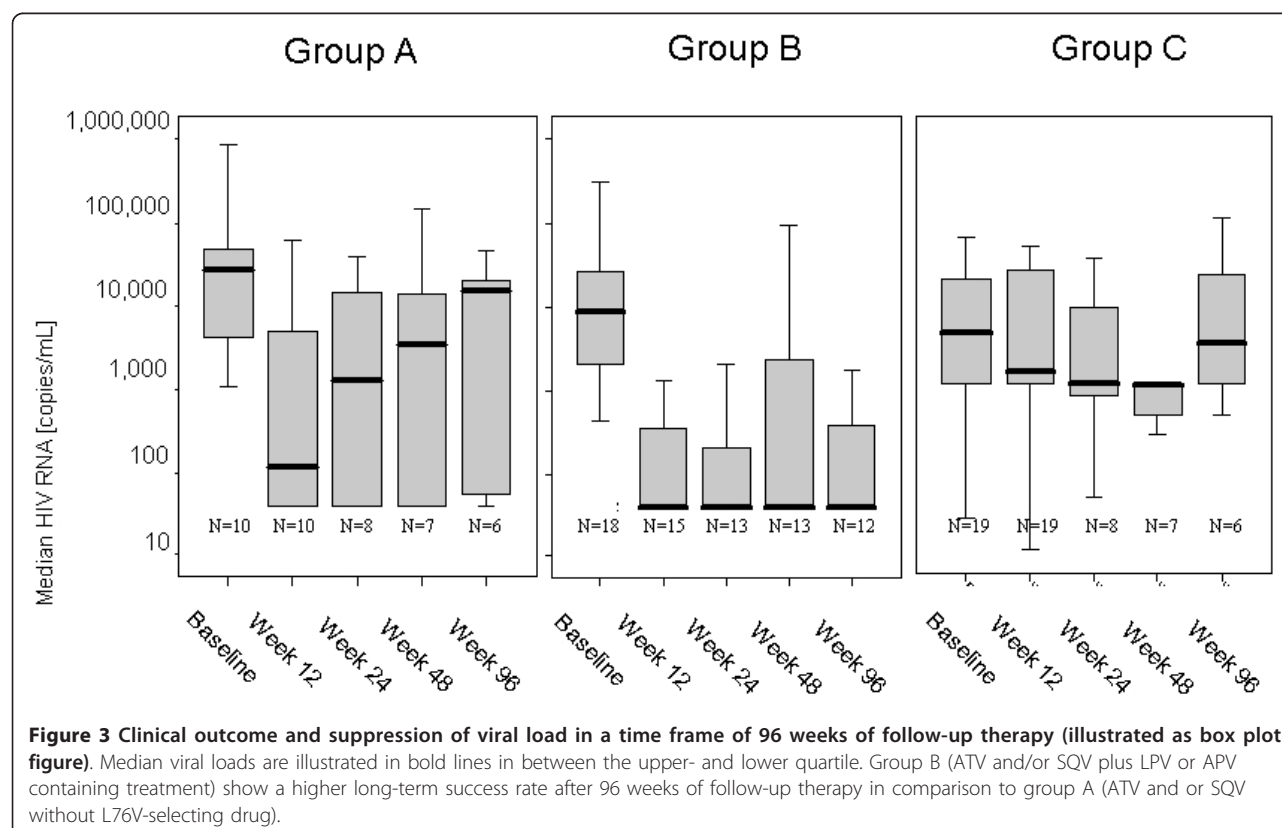 Group A
Group B
Group C
Median HIV RNA [copies/mL]
1,000,000
100,000
10,000
1,000
100
10
N=10 N=10 N=8 N=7 N=6
N=18 N=15 N=13 N=13 N=12
N=19 N=19 N=8 N=7 N=6
Baseline Week 12 Week 24 Week 48 Week 96
Baseline Week 12 Week 24 Week 48 Week 96
Baseline Week 12 Week 24 Week 48 Week 96
Figure 3 Clinical outcome and suppression of viral load in a time frame of 96 weeks of follow-up therapy (illustrated as box plot
figure). Median viral loads are illustrated in bold lines in between the upper- and lower quartile. Group B (ATV and/or SQV plus LPV or APV
containing treatment) show a higher long-term success rate after 96 weeks of follow-up therapy in comparison to group A (ATV and or SQV
without L76V-selecting drug).